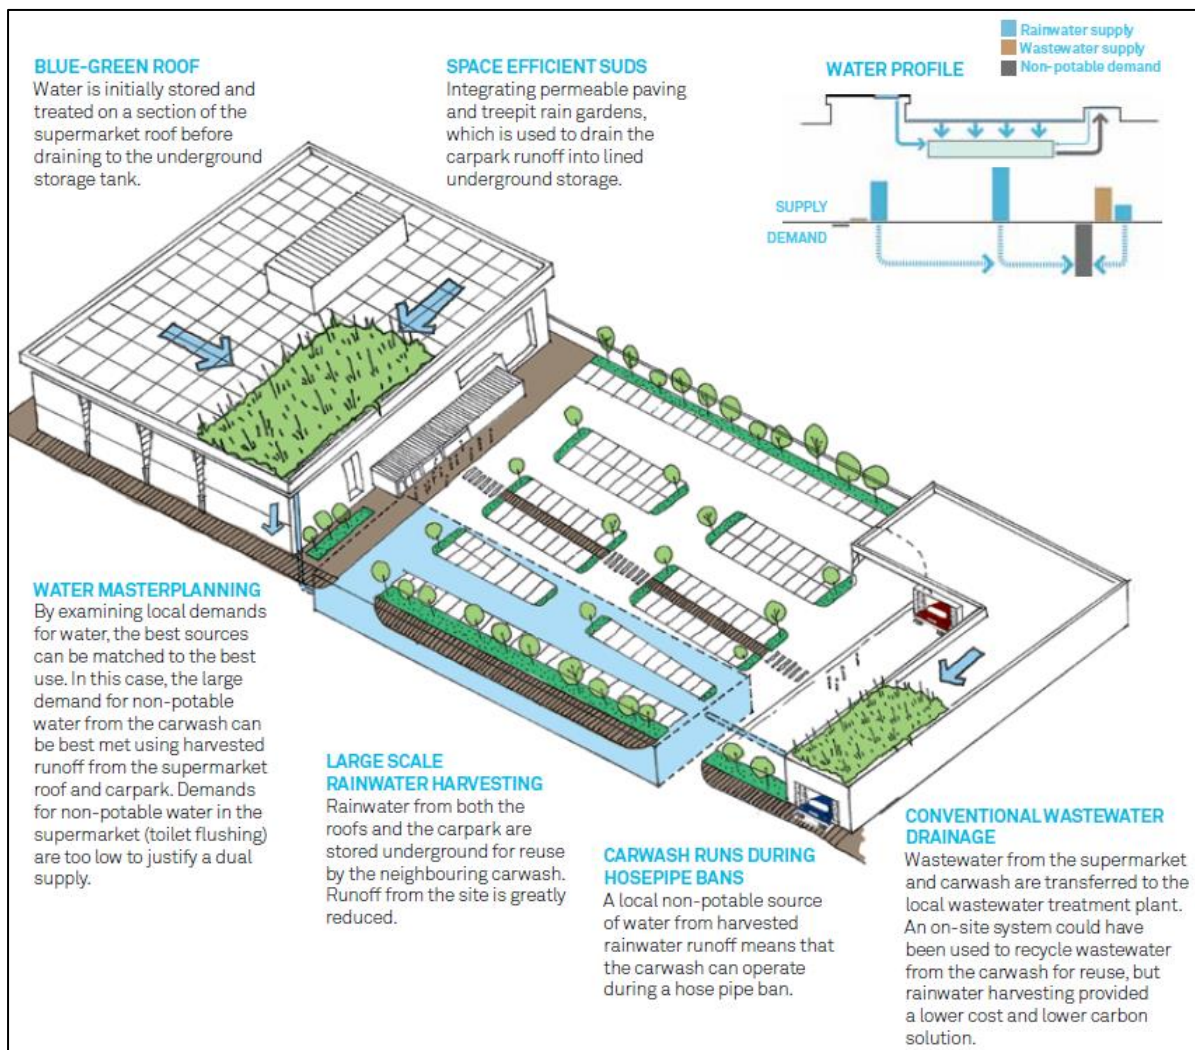 BLUE-GREEN ROOF
Water is initially stored and
treated on a section of the
supermarket roof before
draining to the underground
storage tank.
SPACE EFFICIENT SUDS
Integrating permeable paving
and treepit rain gardens,
which is used to drain the
carpark runoff into lined
underground storage.
Rainwater supply
Wastewater supply
Non-potable demand
WATER PROFILE
SUPPLY
DEMAND
WATER MASTERPLANNING
By examining local demands
for water, the best sources
can be matched to the best
use. In this case, the large
demand for non-potable
water from the carwash can
be best met using harvested
runoff from the supermarket
roof and carpark. Demands
for non-potable water in the
supermarket (toilet flushing)
are too low to justify a dual
supply.
LARGE SCALE
RAINWATER HARVESTING
Rainwater from both the
roofs and the carpark are
stored underground for reuse
by the neighbouring carwash.
Runoff from the site is greatly
reduced.
CARWASH RUNS DURING
HOSEPIPE BANS
A local non-potable source
of water from harvested
rainwater runoff means that
the carwash can operate
during a hose pipe ban.
CONVENTIONAL WASTEWATER
DRAINAGE
Wastewater from the supermarket
and carwash are transferred to the
local wastewater treatment plant.
An on-site system could have
been used to recycle wastewater
from the carwash for reuse, but
rainwater harvesting provided
a lower cost and lower carbon
solution.